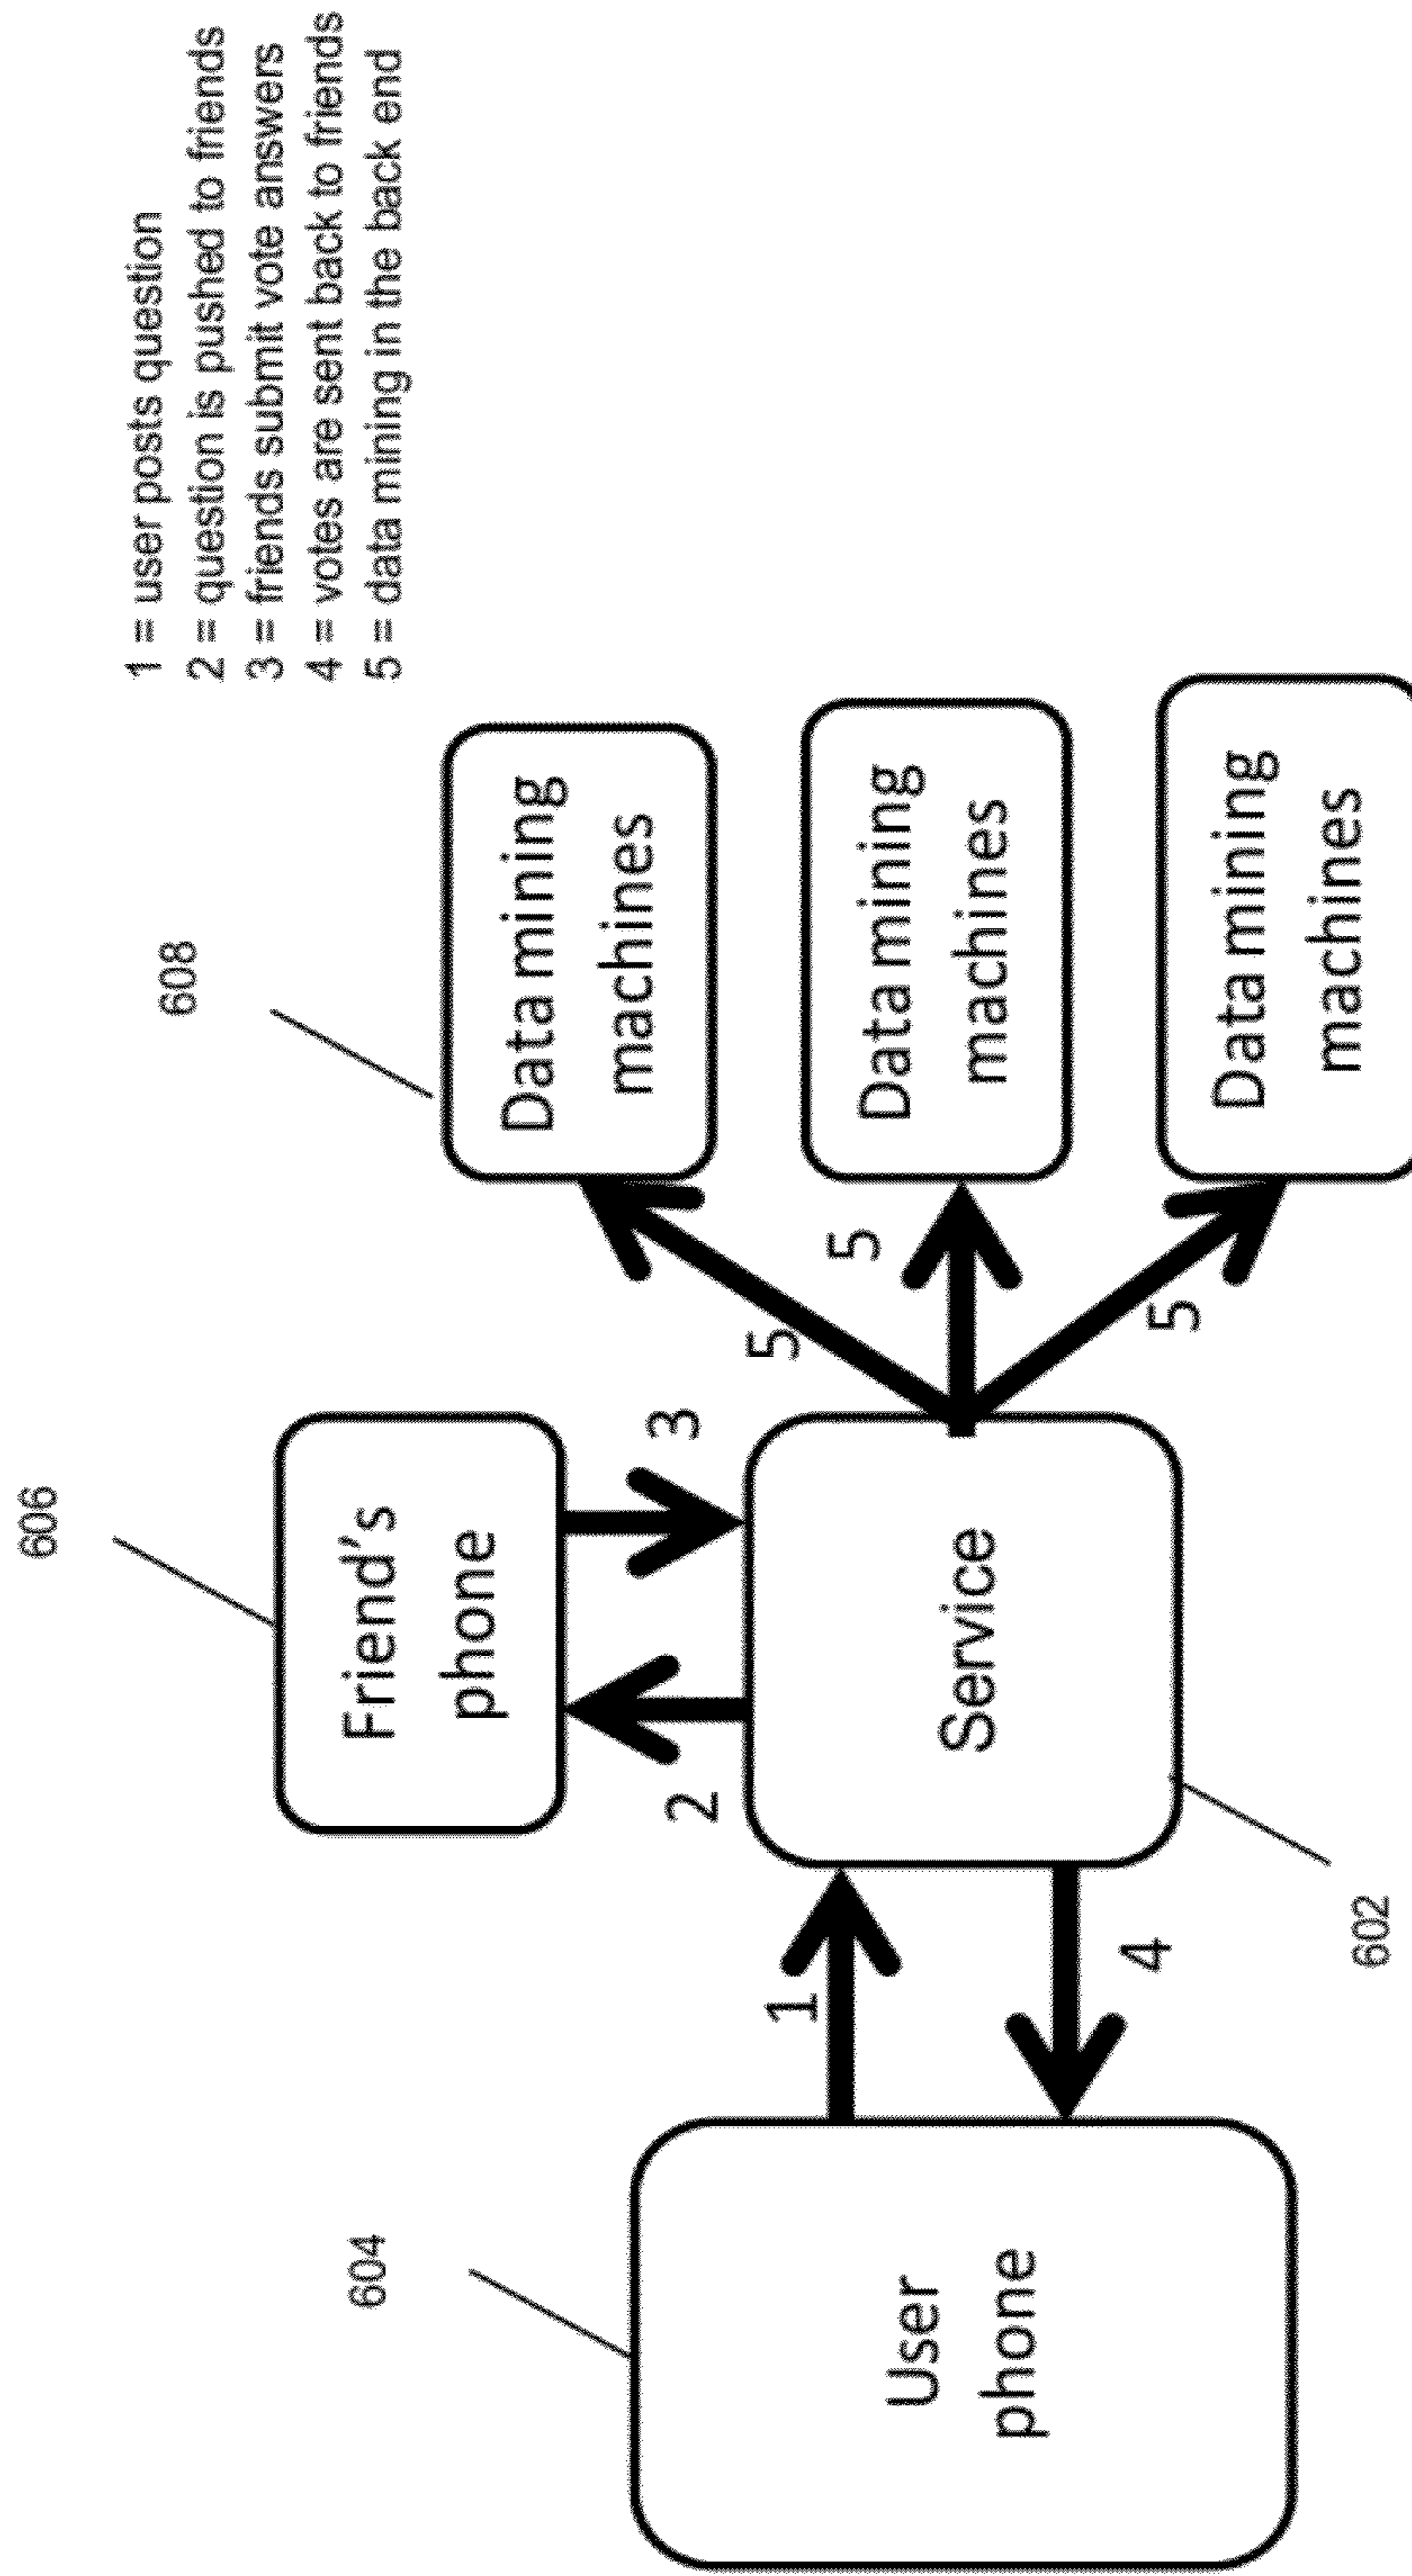 1 = user posts question
2 = question is pushed to friends
3 = friends submit vote answers
4 = votes are sent back to friends
5 = data mining in the back end
606
608
604
Friend's
phone
Data mining
machines
2
3
5
User
phone
1
4
Service
5
Data mining
machines
5
Data mining
machines
602